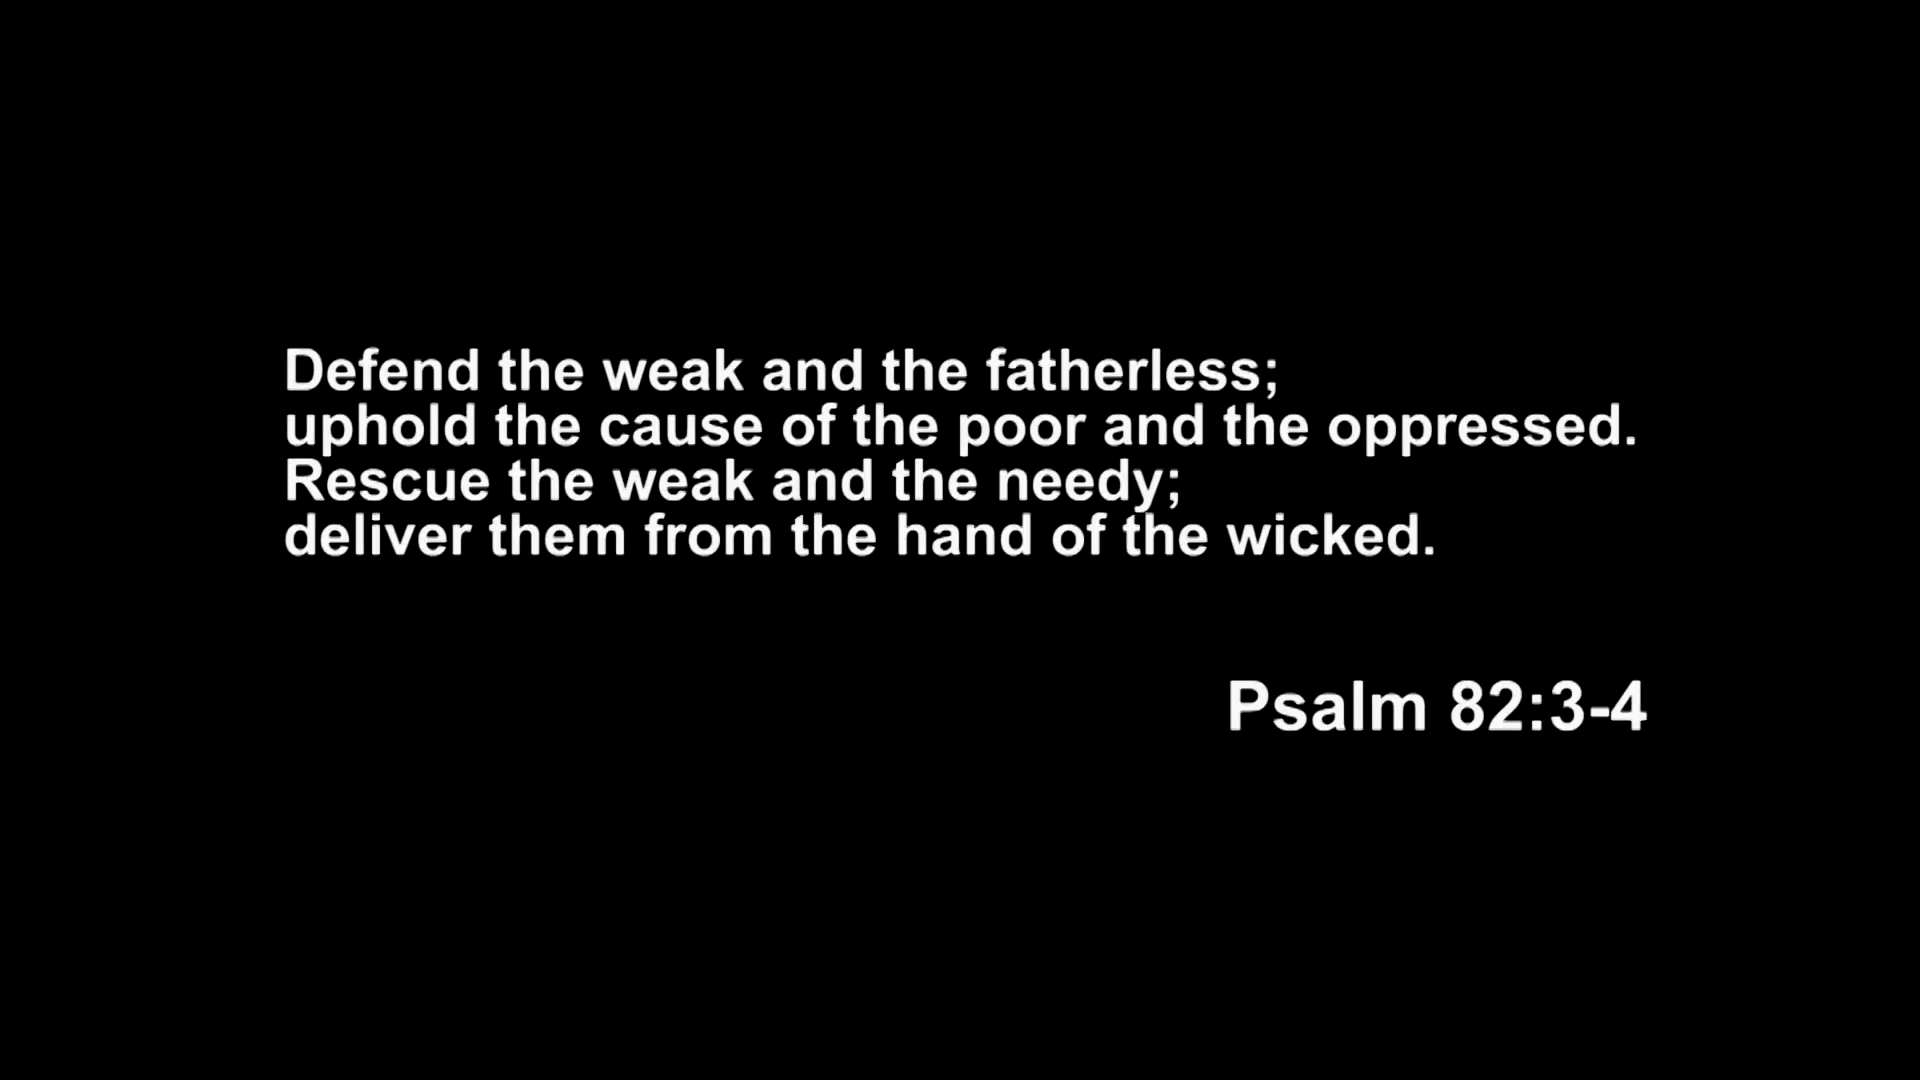 Defend the weak and the fatherless;
uphold the cause of the poor and the oppressed.
Rescue the weak and the needy;
deliver them from the hand of the wicked.
Psalm 82:3-4